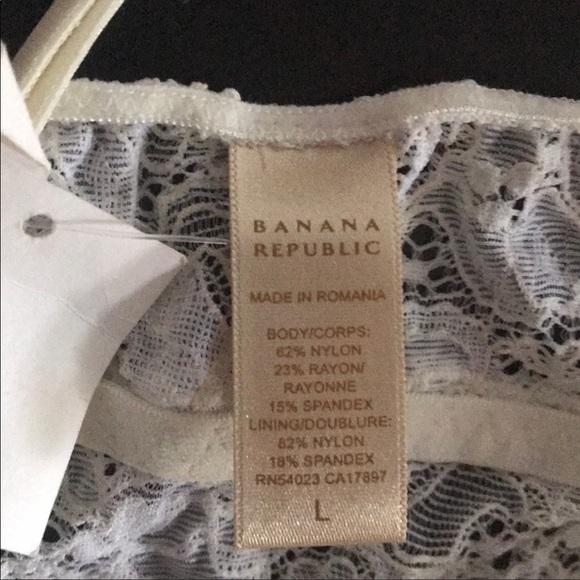 BANANA
REPUBLIC
MADE IN ROMANIA
BODY/CORPS:
62% NYLON
23% RAYON/
RAYONNE
15% SPANDEX
LINING/DOUBLURE:
82% NYLON
18% SPANDEX
RN54023 CA17897
L